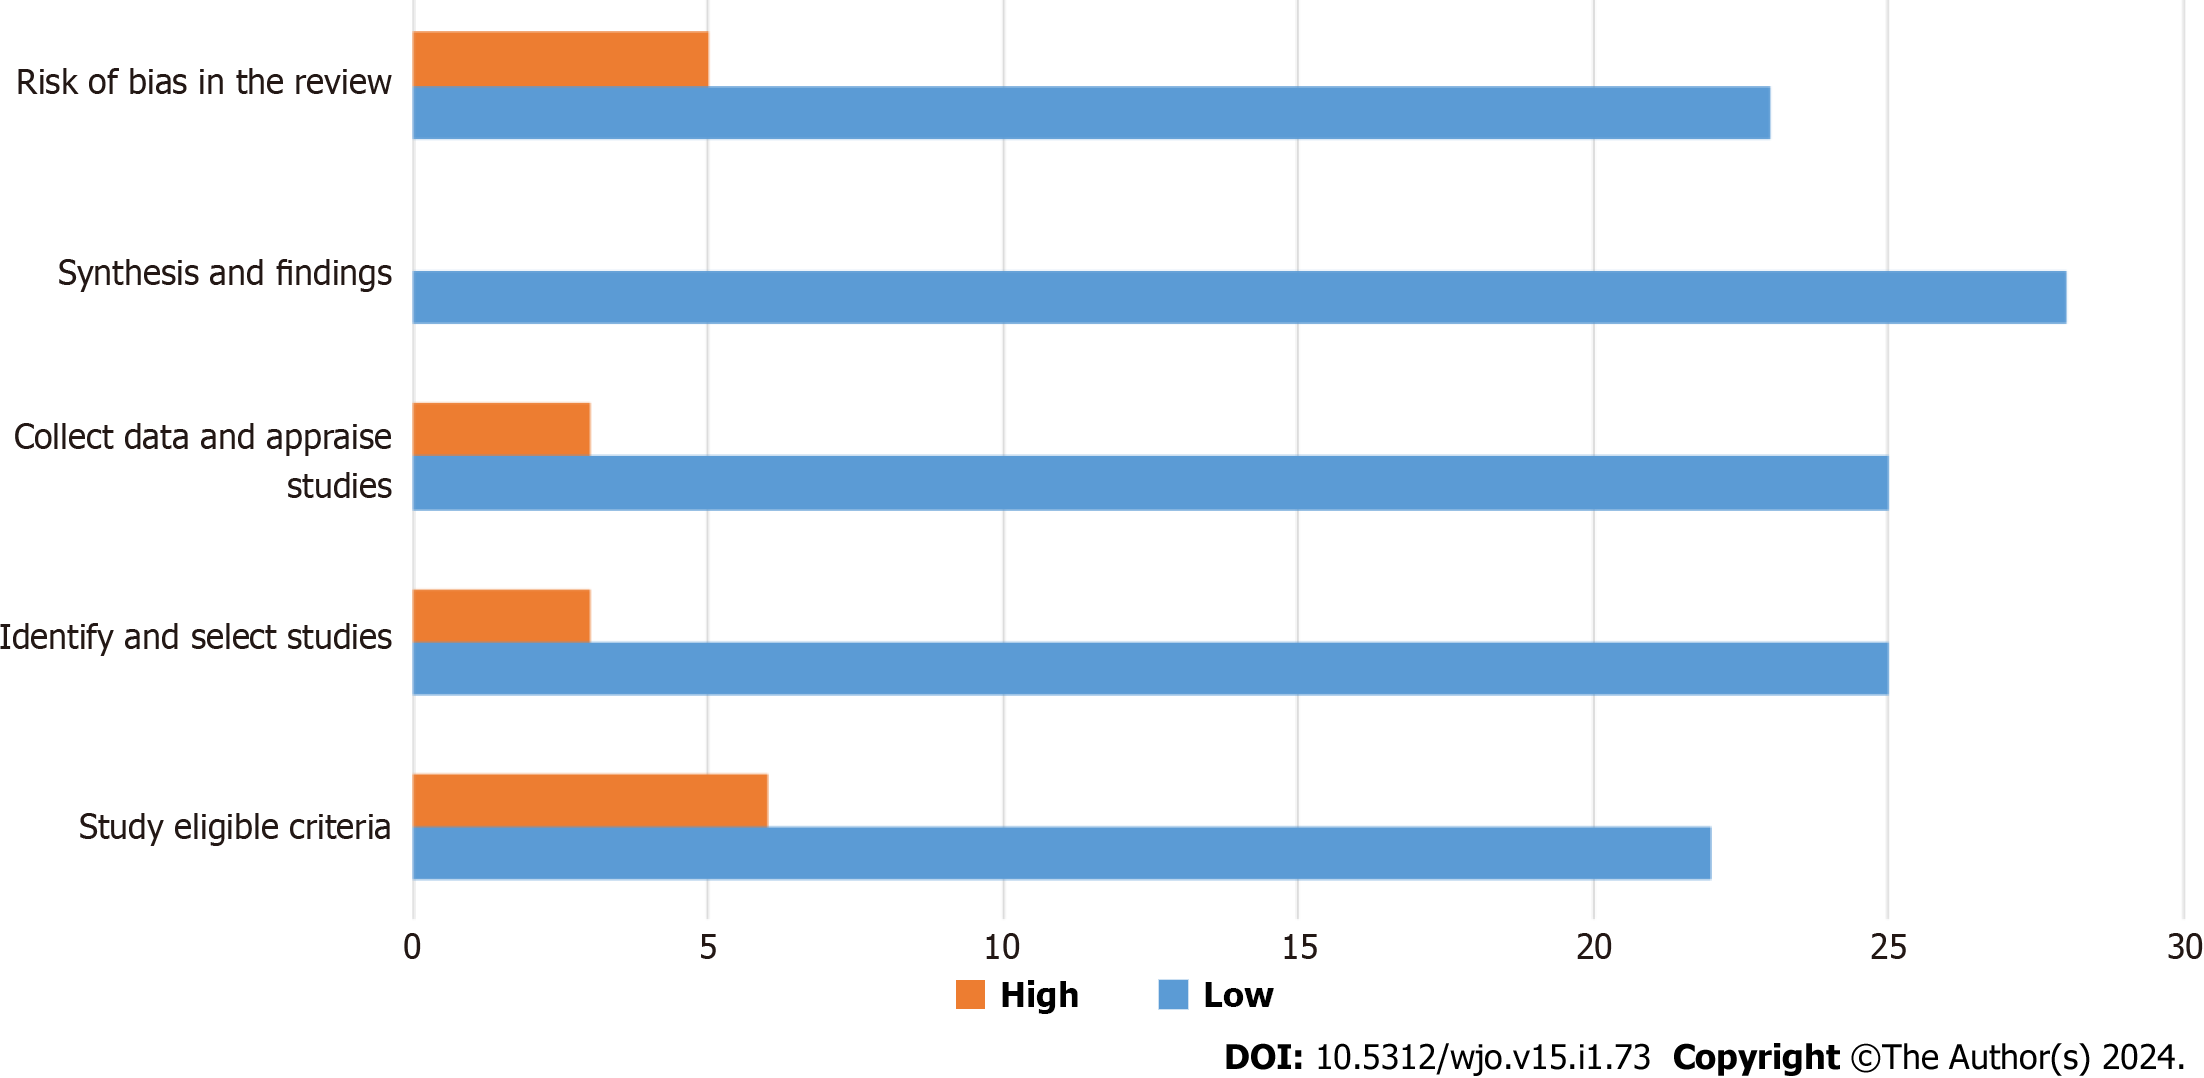 Risk of bias in the review
Synthesis and findings
Collect data and appraise
studies
Identify and select studies
Study eligible criteria
0 5 10 15 20 25 30
High Low
DOI: 10.5312/wjo.v15.i1.73 Copyright ©The Author(s) 2024.